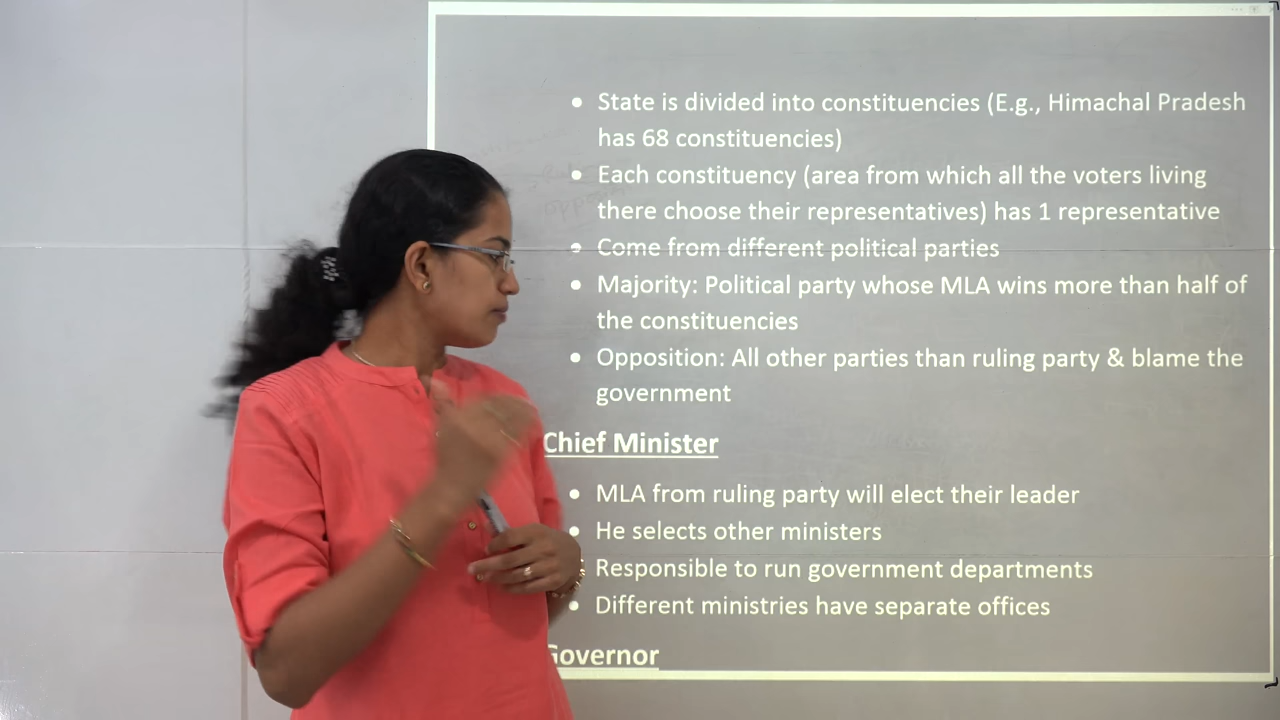 • State is divided into constituencies (E.g., Himachal Pradesh
has 68 constituencies)
• Each constituency (area from which all the voters living
there choose their representatives) has 1 representative
• Come from different political parties
• Majority: Political party whose MLA wins more than half of
the constituencies
• Opposition: All other parties than ruling party & blame the
government
Chief Minister
• MLA from ruling party will elect their leader
• He selects other ministers
• Responsible to run government departments
• Different ministries have separate offices
Governor